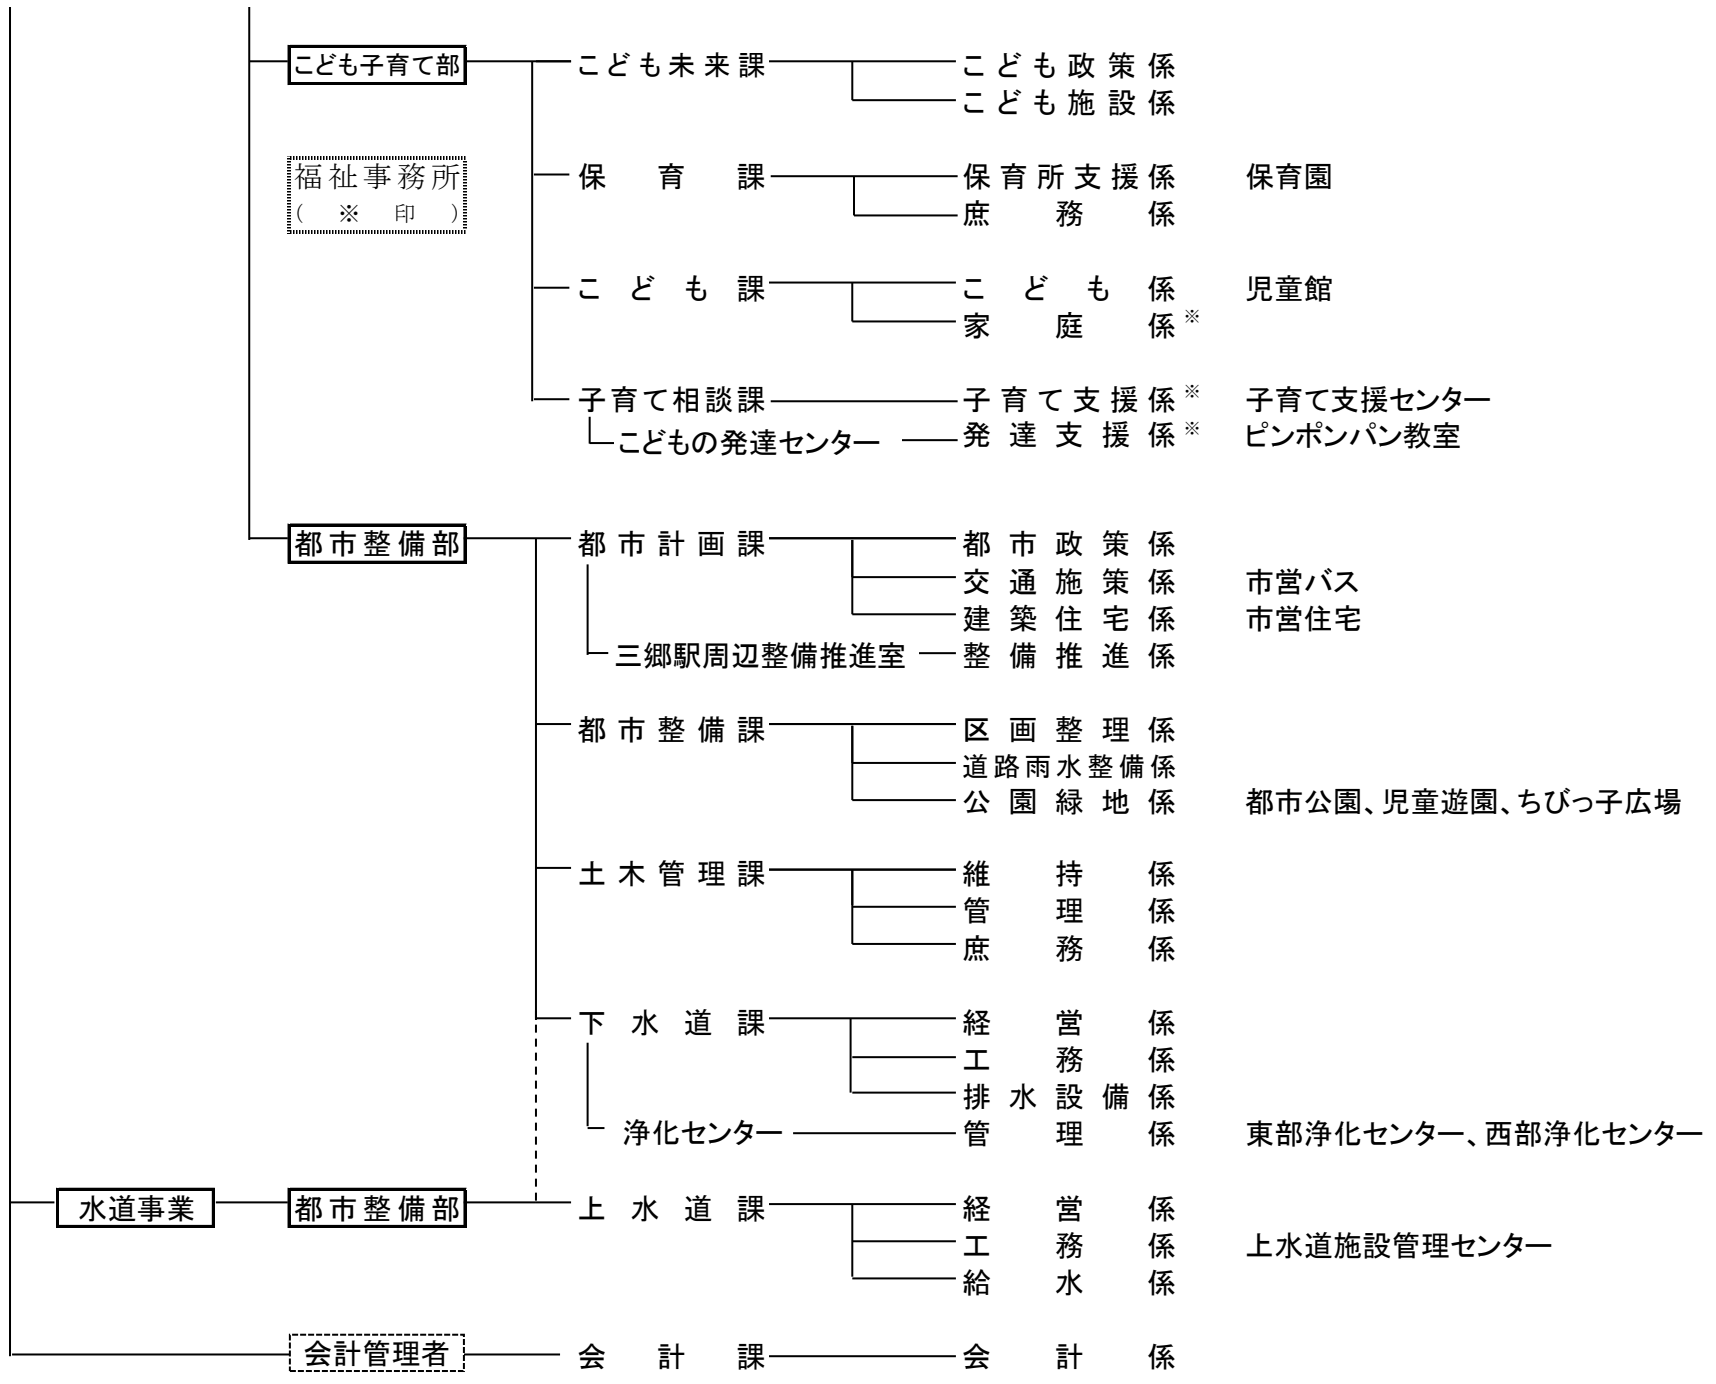 こども子育て部 こども未来課 こども政策係
こども施設係
福祉事務所 保育課 保育所支援係 保育園
(※印) 庶務係
こども課 こども係 児童館
家庭係※
子育て相談課 子育て支援係※ 子育て支援センター
こどもの発達センター 発達支援係※ ピンポンパン教室
都市整備部 都市計画課 都市政策係
交通施策係 市営バス
建築住宅係 市営住宅
三郷駅周辺整備推進室 整備推進係
都市整備課 区画整理係
道路雨水整備係
公園緑地係 都市公園、児童遊園、ちびっ子広場
土木管理課 維持係
管理係
庶務係
下水道課 経営係
工務係
排水設備係
浄化センター 管理係 東部浄化センター、西部浄化センター
水道事業 都市整備部 上水道課 経営係
工務係 上水道施設管理センター
給水係
会計管理者 会計課 会計係